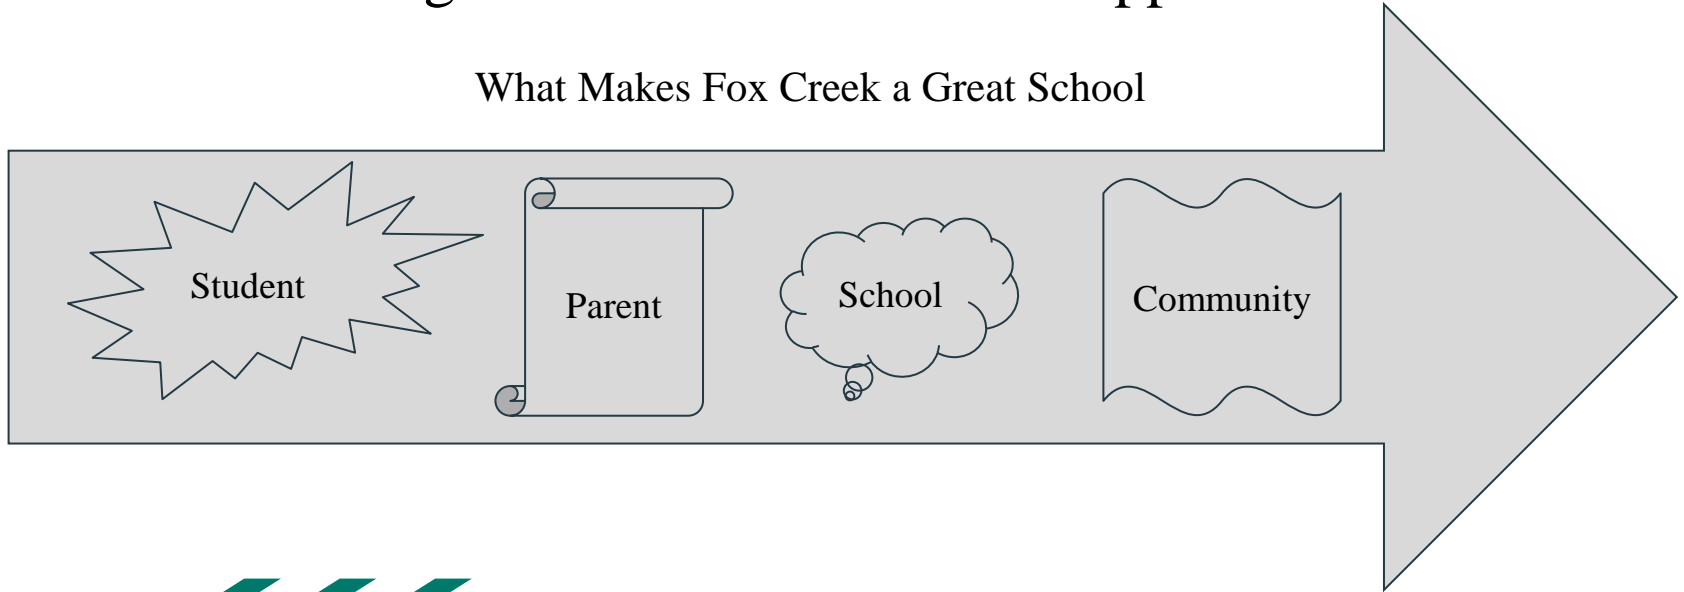 What Makes Fox Creek a Great School
Student
Parent
School
Community